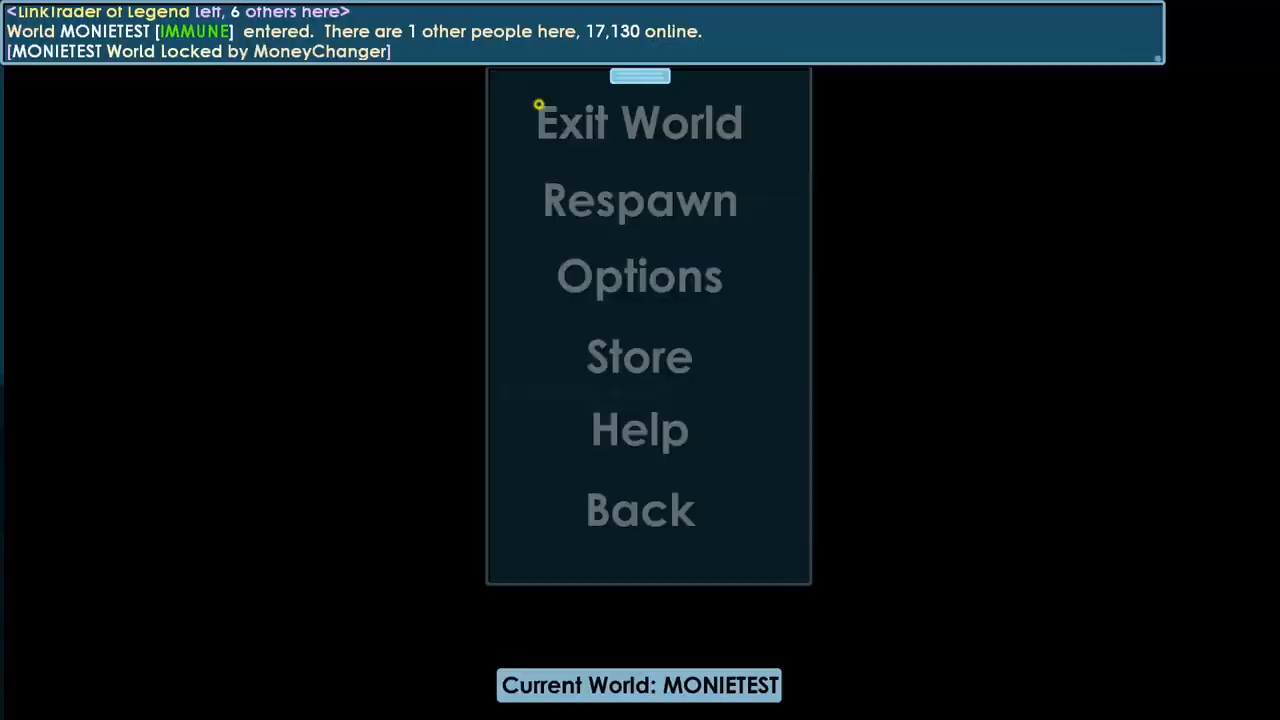 <LinkTrader of Legend left, 6 others here>
World MONIETEST [IMMUNE] entered. There are 1 other people here, 17,130 online.
[MONIETEST World Locked by MoneyChanger]
Exit World
Respawn
Options
Store
Help
Back
Current World: MONIETEST